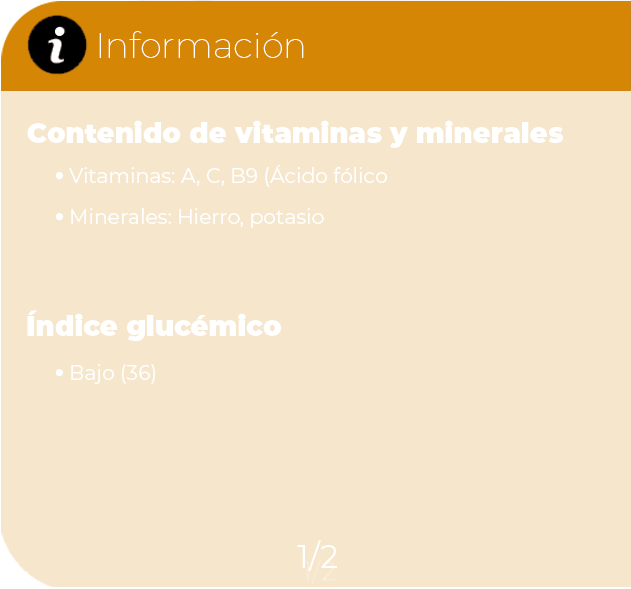 i Información
Contenido de vitaminas y minerales
• Vitaminas: A, C, B9 (Ácido fólico
• Minerales: Hierro, potasio
Índice glucémico
• Bajo (36)
1/2